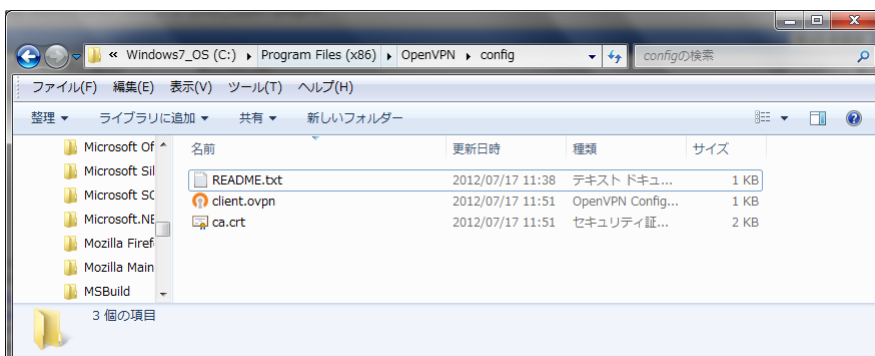 « Windows7_OS (C:) ▸ Program Files (x86) ▸ OpenVPN ▸ config
configの検索
ファイル(F) 編集(E) 表示(V) ツール(T) ヘルプ(H)
整理 ▼ ライブラリに追加 ▼ 共有 ▼ 新しいフォルダー
Microsoft Of
Microsoft Sil
Microsoft SC
Microsoft.NE
Mozilla Firef
Mozilla Main
MSBuild
名前 更新日時 種類 サイズ
README.txt 2012/07/17 11:38 テキスト ドキュ... 1 KB
client.ovpn 2012/07/17 11:51 OpenVPN Config... 1 KB
ca.crt 2012/07/17 11:51 セキュリティ証... 2 KB
3 個の項目